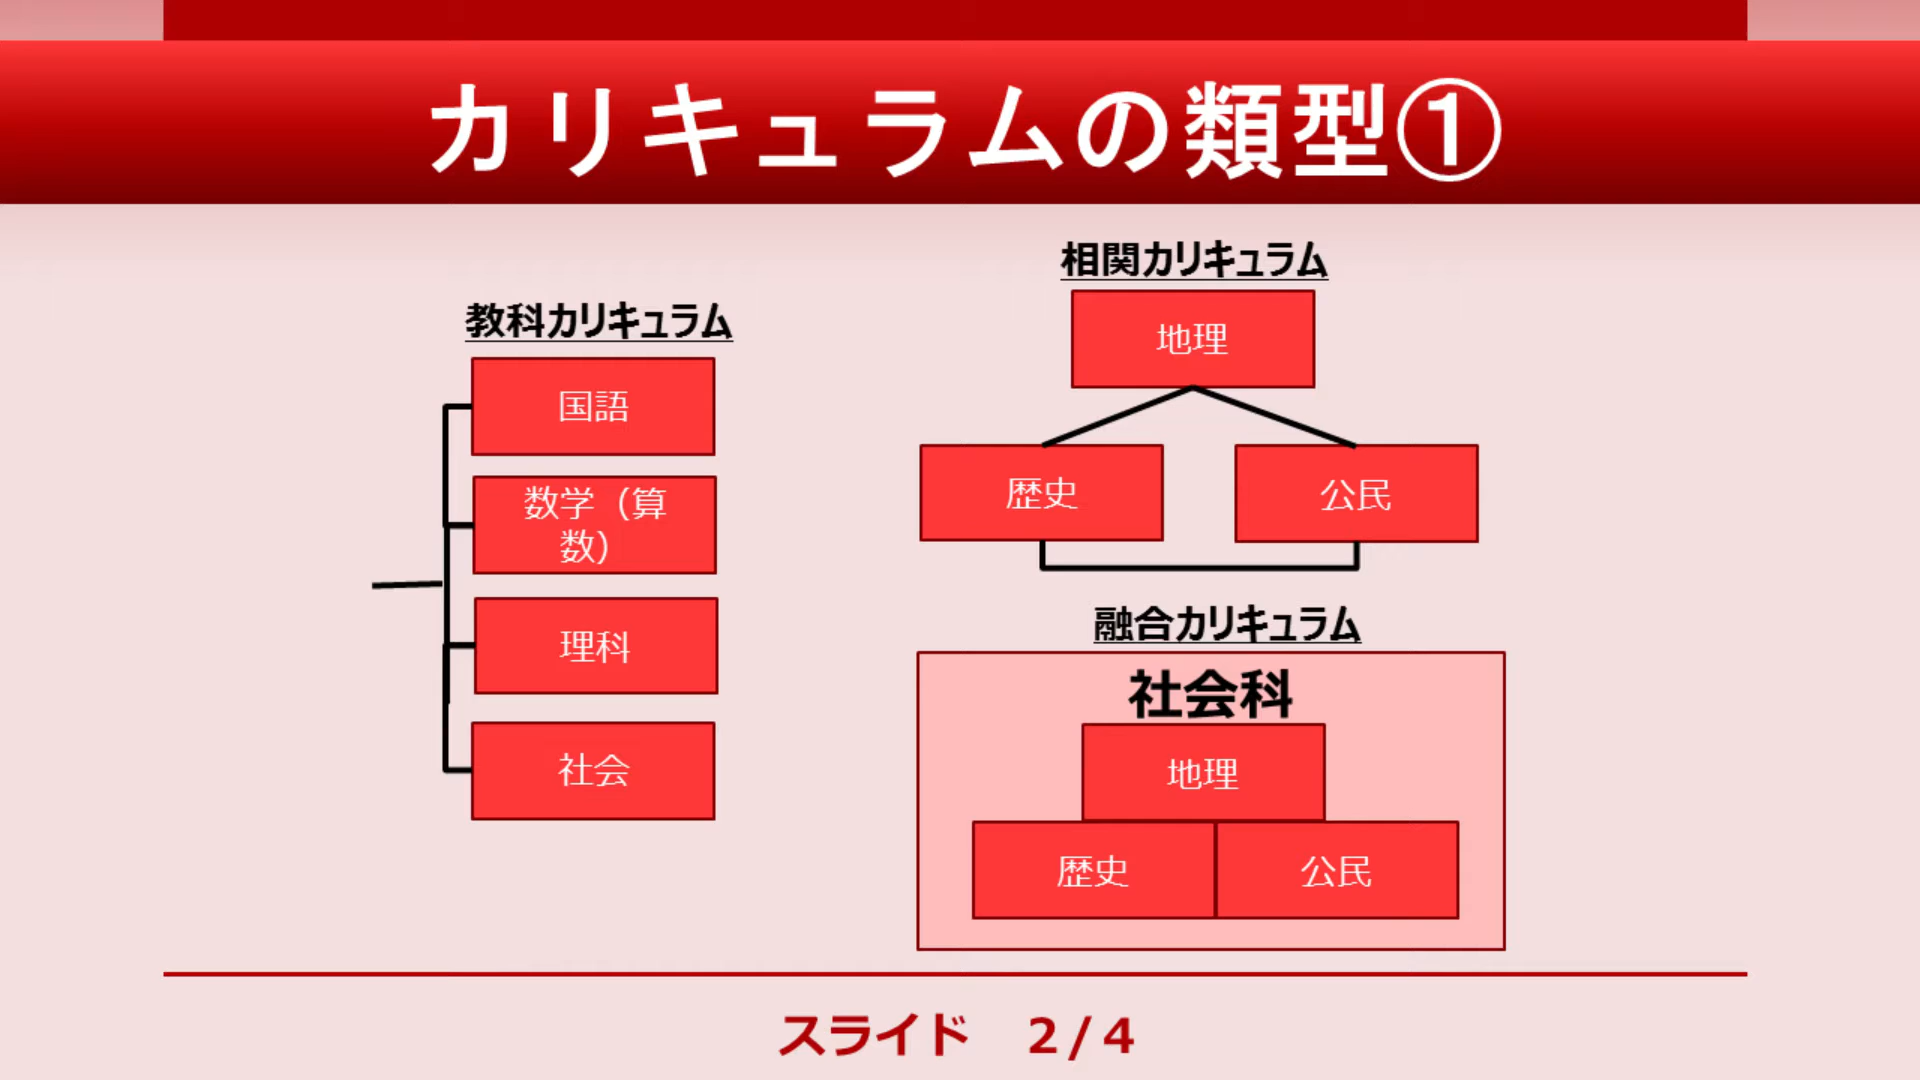 カリキュラムの類型①
教科カリキュラム
国語
数学（算
数）
理科
社会
相関カリキュラム
地理
歴史
公民
融合カリキュラム
社会科
地理
歴史
公民
スライド　2/4